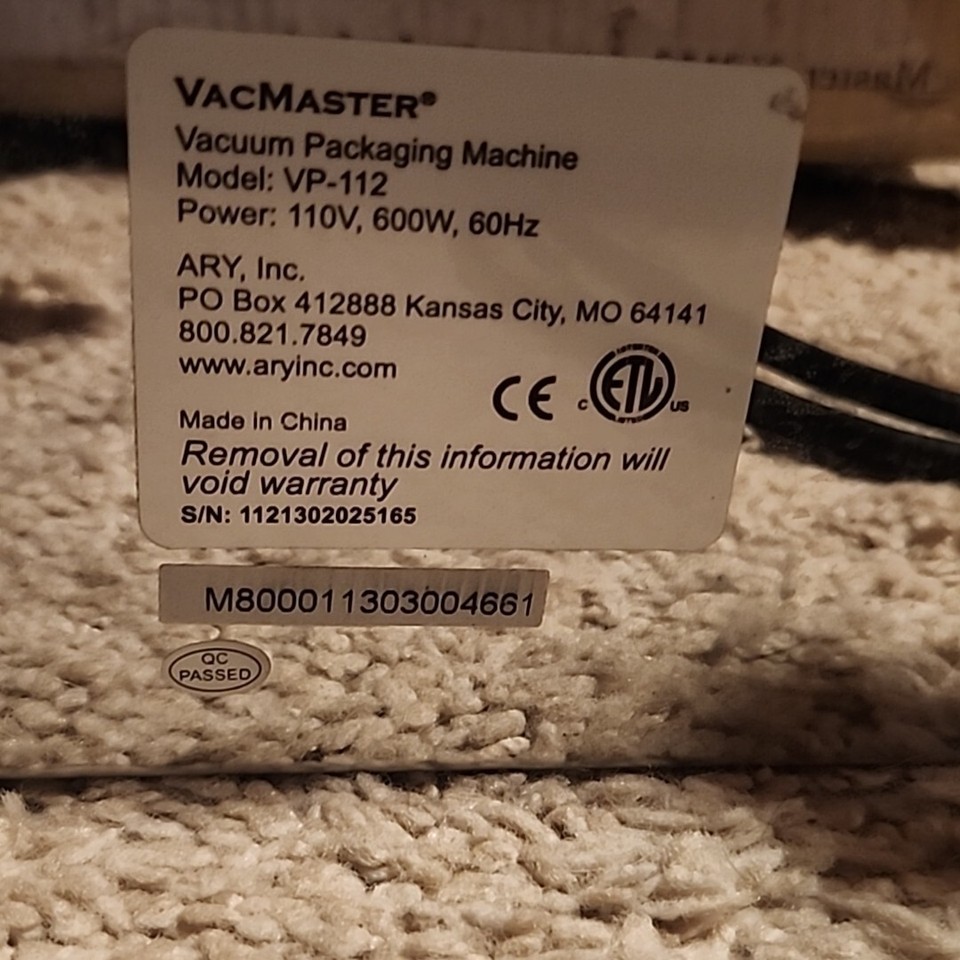 VACMASTER®
Vacuum Packaging Machine
Model: VP-112
Power: 110V, 600W, 60Hz
ARY, Inc.
PO Box 412888 Kansas City, MO 64141
800.821.7849
www.aryinc.com
CE c ETL US
Made In China
Removal of this information will
void warranty
S/N: 1121302025165
M800011303004661
QC
PASSED